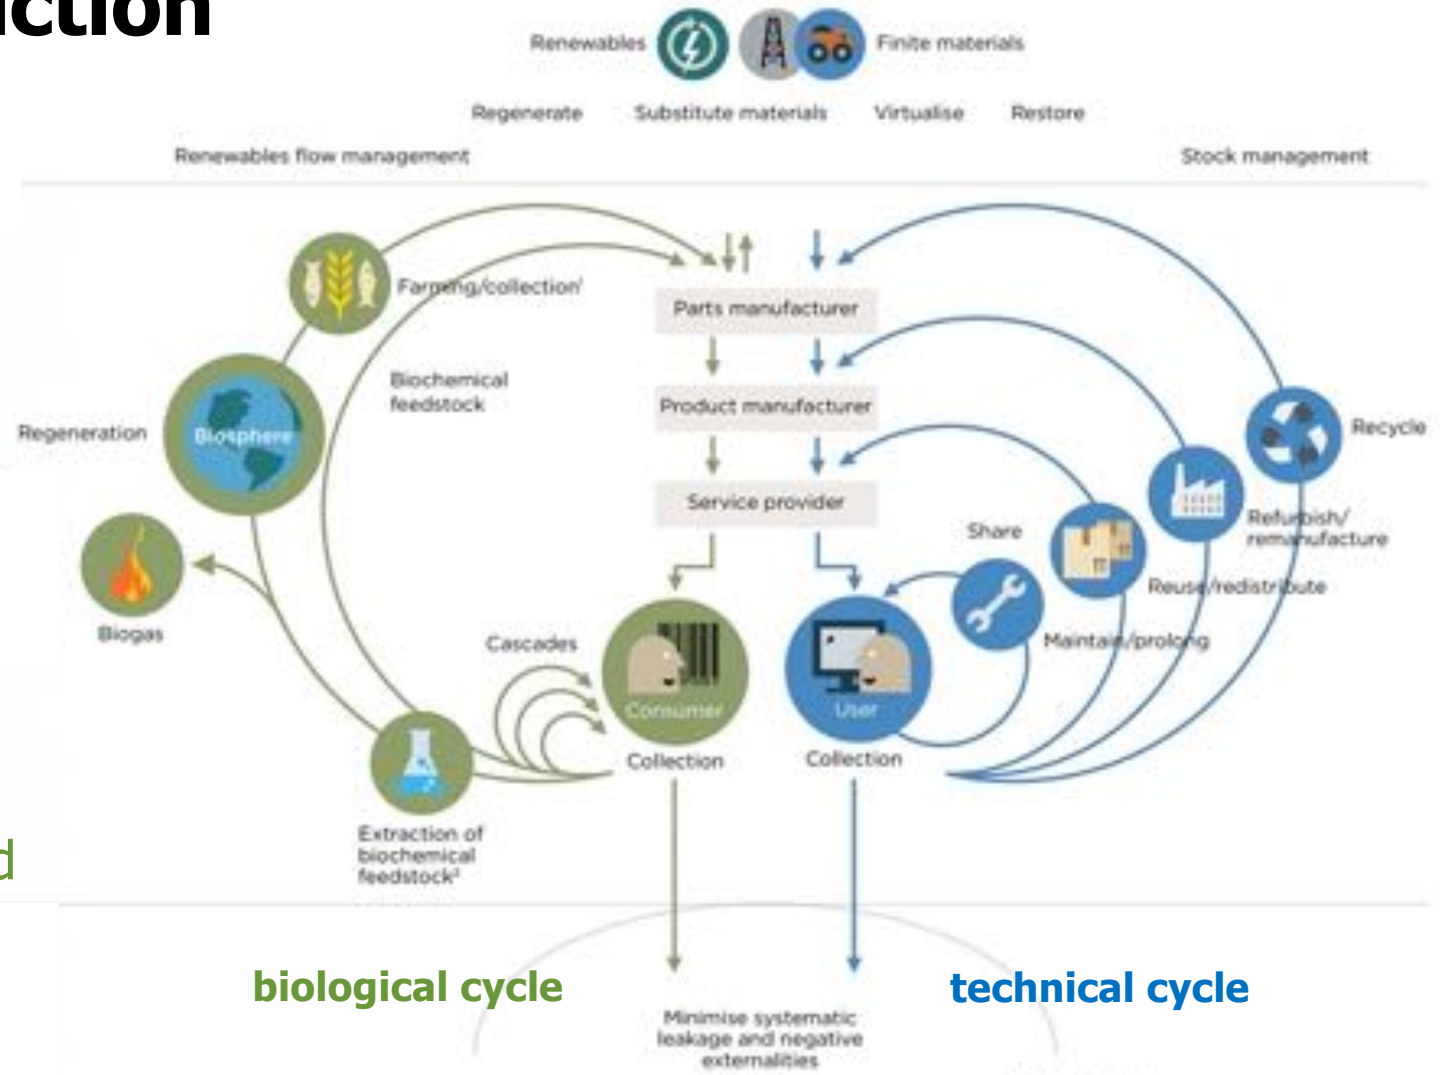 uction
Renewables
Finite materials
Regenerate
Substitute materials
Virtualise
Restore
Renewables flow management
Stock management
Farming/collection¹
Parts manufacturer
Biochemical
feedstock
Product manufacturer
Regeneration
Biosphere
Recycle
Service provider
Share
Refurbish/
remanufacture
Reuse/redistribute
Biogas
Cascades
Maintain/prolong
Consumer
User
Collection
Collection
Extraction of
biochemical
feedstock²
d
biological cycle
technical cycle
Minimise systematic
leakage and negative
externalities